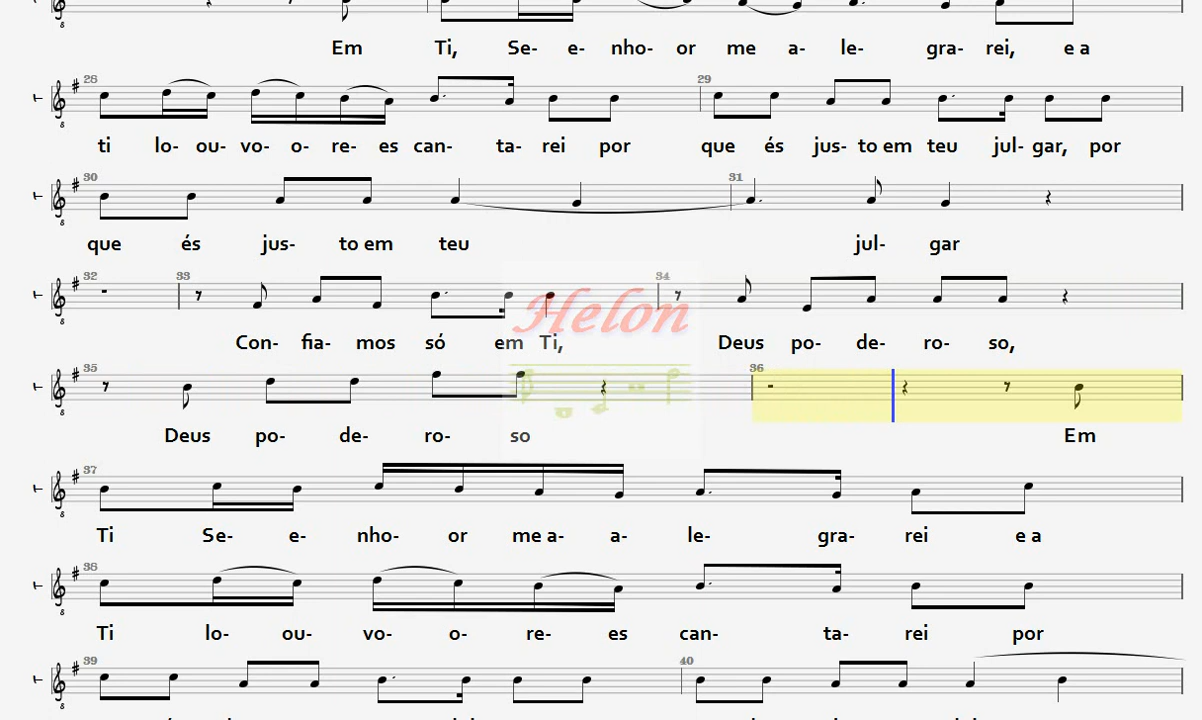 Em Ti, Se- e- nho- or me a- le- gra- rei, e a
28 29
ti lo- ou- vo- o- re- es can- ta- rei por que és jus- to em teu jul- gar, por
30 31
que és jus- to em teu jul- gar
32 33 34
Con- fia- mos só em Ti, Deus po- de- ro- so,
Helon
35 36
Deus po- de- ro- so Em
37
Ti Se- e- nho- or me a- a- le- gra- rei e a
38
Ti lo- ou- vo- o- re- es can- ta- rei por
39 40